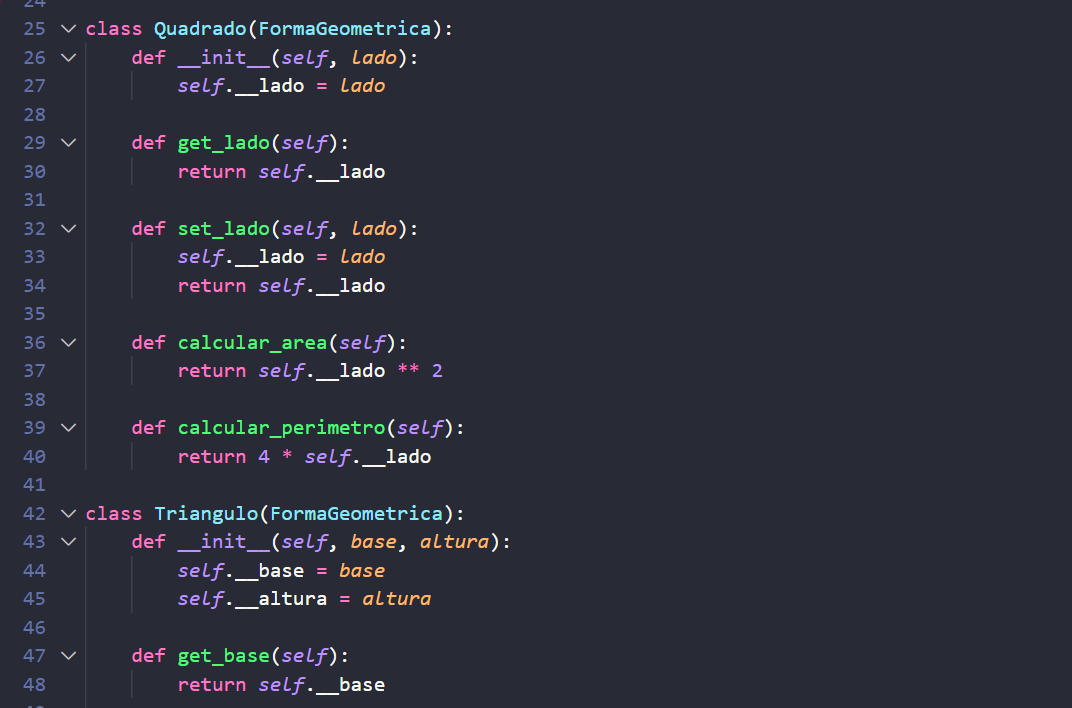 24
25 class Quadrado(FormaGeometrica):
26     def __init__(self, lado):
27         self.__lado = lado
28
29     def get_lado(self):
30         return self.__lado
31
32     def set_lado(self, lado):
33         self.__lado = lado
34         return self.__lado
35
36     def calcular_area(self):
37         return self.__lado ** 2
38
39     def calcular_perimetro(self):
40         return 4 * self.__lado
41
42 class Triangulo(FormaGeometrica):
43     def __init__(self, base, altura):
44         self.__base = base
45         self.__altura = altura
46
47     def get_base(self):
48         return self.__base